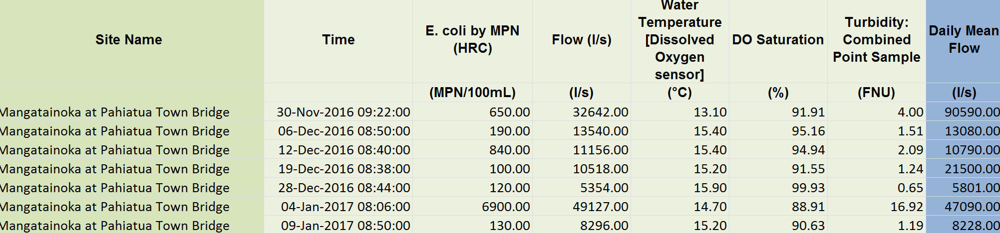 Site Name Time E. coli by MPN (HRC) Flow (l/s) Water Temperature [Dissolved Oxygen sensor] DO Saturation Turbidity: Combined Point Sample Daily Mean Flow
(MPN/100mL) (l/s) (°C) (%) (FNU) (l/s)
Mangatainoka at Pahiatua Town Bridge 30-Nov-2016 09:22:00 650.00 32642.00 13.10 91.91 4.00 90590.00
Mangatainoka at Pahiatua Town Bridge 06-Dec-2016 08:50:00 190.00 13540.00 15.40 95.16 1.51 13080.00
Mangatainoka at Pahiatua Town Bridge 12-Dec-2016 08:40:00 840.00 11156.00 15.40 94.94 2.09 10790.00
Mangatainoka at Pahiatua Town Bridge 19-Dec-2016 08:38:00 100.00 10518.00 15.20 91.55 1.24 21500.00
Mangatainoka at Pahiatua Town Bridge 28-Dec-2016 08:44:00 120.00 5354.00 15.90 99.93 0.65 5801.00
Mangatainoka at Pahiatua Town Bridge 04-Jan-2017 08:06:00 6900.00 49127.00 14.70 88.91 16.92 47090.00
Mangatainoka at Pahiatua Town Bridge 09-Jan-2017 08:50:00 130.00 8296.00 15.20 90.63 1.19 8228.00